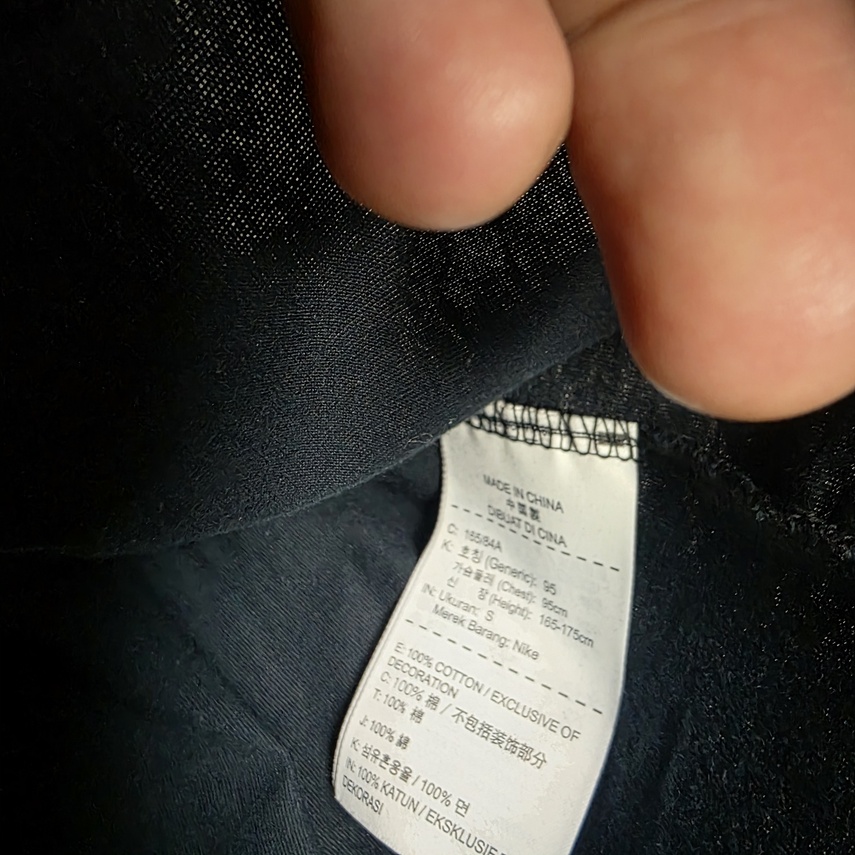 MADE IN CHINA
中國製
DIBUAT DI CINA
C: 165/84A
K: 호칭 (Generic): 95
가슴둘레 (Chest): 95cm
신 장 (Height): 165-175cm
IN: Ukuran: S
Merek Barang: Nike
E: 100% COTTON / EXCLUSIVE OF
DECORATION
C: 100% 棉 / 不包括装饰部分
T: 100% 棉
J: 100% 綿
K: 섬유혼용율 / 100% 면
IN: 100% KATUN / EKSKLUSIF
DEKORASI